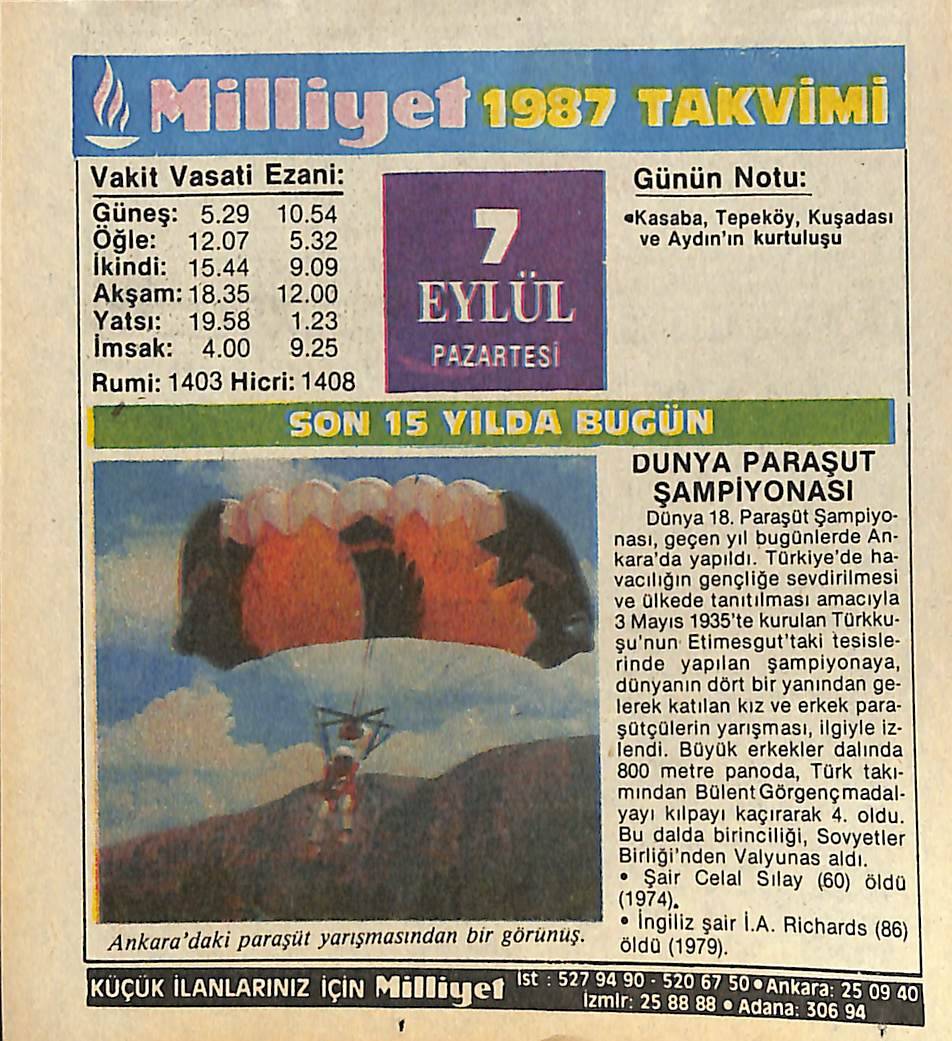 Milliyet 1987 TAKVİMİ
Vakit Vasati Ezani:
Güneş: 5.29 10.54
Öğle: 12.07 5.32
İkindi: 15.44 9.09
Akşam: 18.35 12.00
Yatsı: 19.58 1.23
İmsak: 4.00 9.25
Rumi: 1403 Hicri: 1408
7
EYLÜL
PAZARTESİ
Günün Notu:
•Kasaba, Tepeköy, Kuşadası
ve Aydın'ın kurtuluşu
SON 15 YILDA BUGÜN
DUNYA PARAŞUT
ŞAMPİYONASI
Dünya 18. Paraşüt Şampiyo-
nası, geçen yıl bugünlerde An-
kara'da yapıldı. Türkiye'de ha-
vacılığın gençliğe sevdirilmesi
ve ülkede tanıtılması amacıyla
3 Mayıs 1935'te kurulan Türkku-
şu'nun Etimesgut'taki tesisle-
rinde yapılan şampiyonaya,
dünyanın dört bir yanından ge-
lerek katılan kız ve erkek para-
şütçülerin yarışması, ilgiyle iz-
lendi. Büyük erkekler dalında
800 metre panoda, Türk takı-
mından Bülent Görgenç madal-
yayı kılpayı kaçırarak 4. oldu.
Bu dalda birinciliği, Sovyetler
Birliği'nden Valyunas aldı.
• Şair Celal Sılay (60) öldü
(1974).
• İngiliz şair İ.A. Richards (86)
öldü (1979).
Ankara'daki paraşüt yarışmasından bir görünüş.
KÜÇÜK İLANLARINIZ İÇİN Milliyet
İst : 527 94 90 - 520 67 50 • Ankara: 25 09 40
İzmir: 25 88 88 • Adana: 306 94